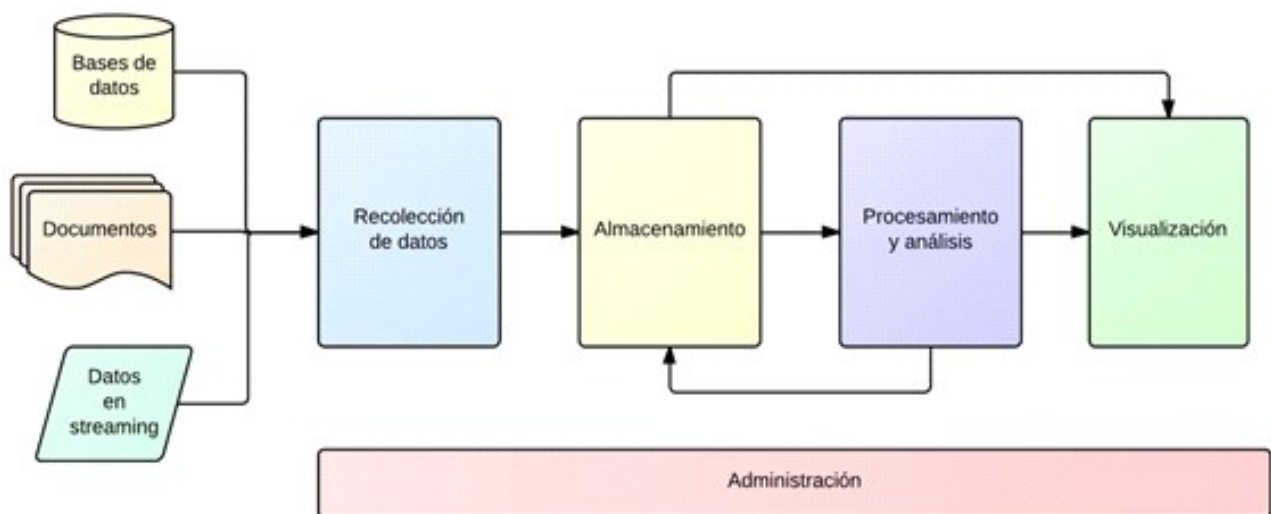 Bases de
datos
Documentos
Datos
en
streaming
Recolección
de datos
Almacenamiento
Procesamiento
y análisis
Visualización
Administración